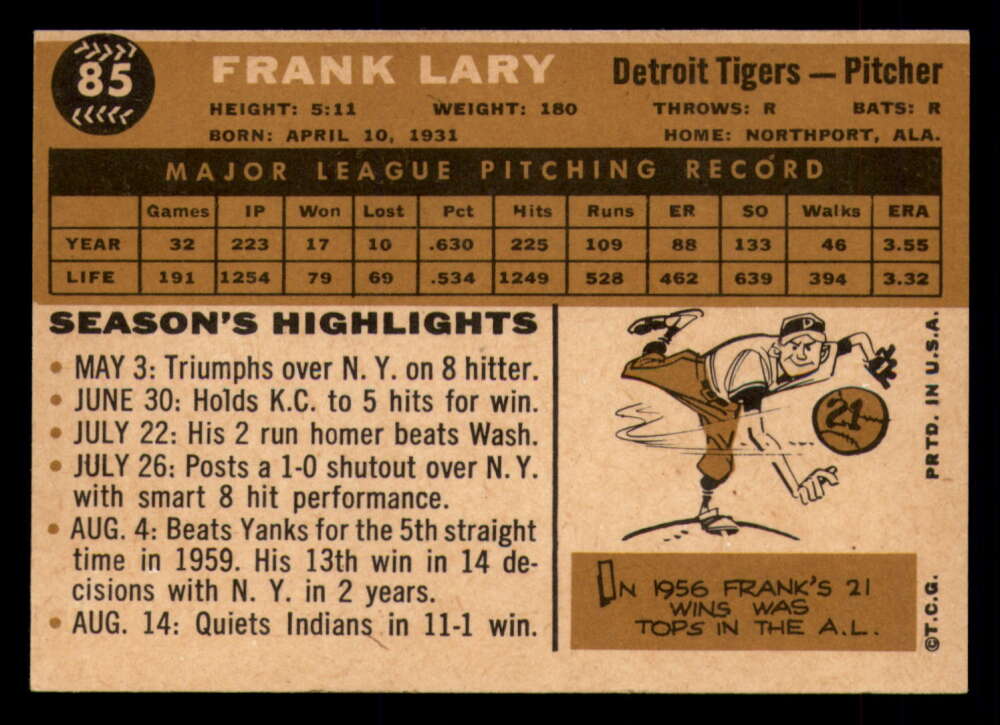 85
FRANK LARY
Detroit Tigers — Pitcher
HEIGHT: 5:11 WEIGHT: 180 THROWS: R BATS: R
BORN: APRIL 10, 1931 HOME: NORTHPORT, ALA.
MAJOR LEAGUE PITCHING RECORD
Games IP Won Lost Pct Hits Runs ER SO Walks ERA
YEAR 32 223 17 10 .630 225 109 88 133 46 3.55
LIFE 191 1254 79 69 .534 1249 528 462 639 394 3.32
SEASON'S HIGHLIGHTS
• MAY 3: Triumphs over N. Y. on 8 hitter.
• JUNE 30: Holds K.C. to 5 hits for win.
• JULY 22: His 2 run homer beats Wash.
• JULY 26: Posts a 1-0 shutout over N. Y.
with smart 8 hit performance.
• AUG. 4: Beats Yanks for the 5th straight
time in 1959. His 13th win in 14 de-
cisions with N. Y. in 2 years.
• AUG. 14: Quiets Indians in 11-1 win.
D
21
IN 1956 FRANK'S 21
WINS WAS
TOPS IN THE A.L.
©T.C.G. PRTD. IN U.S.A.